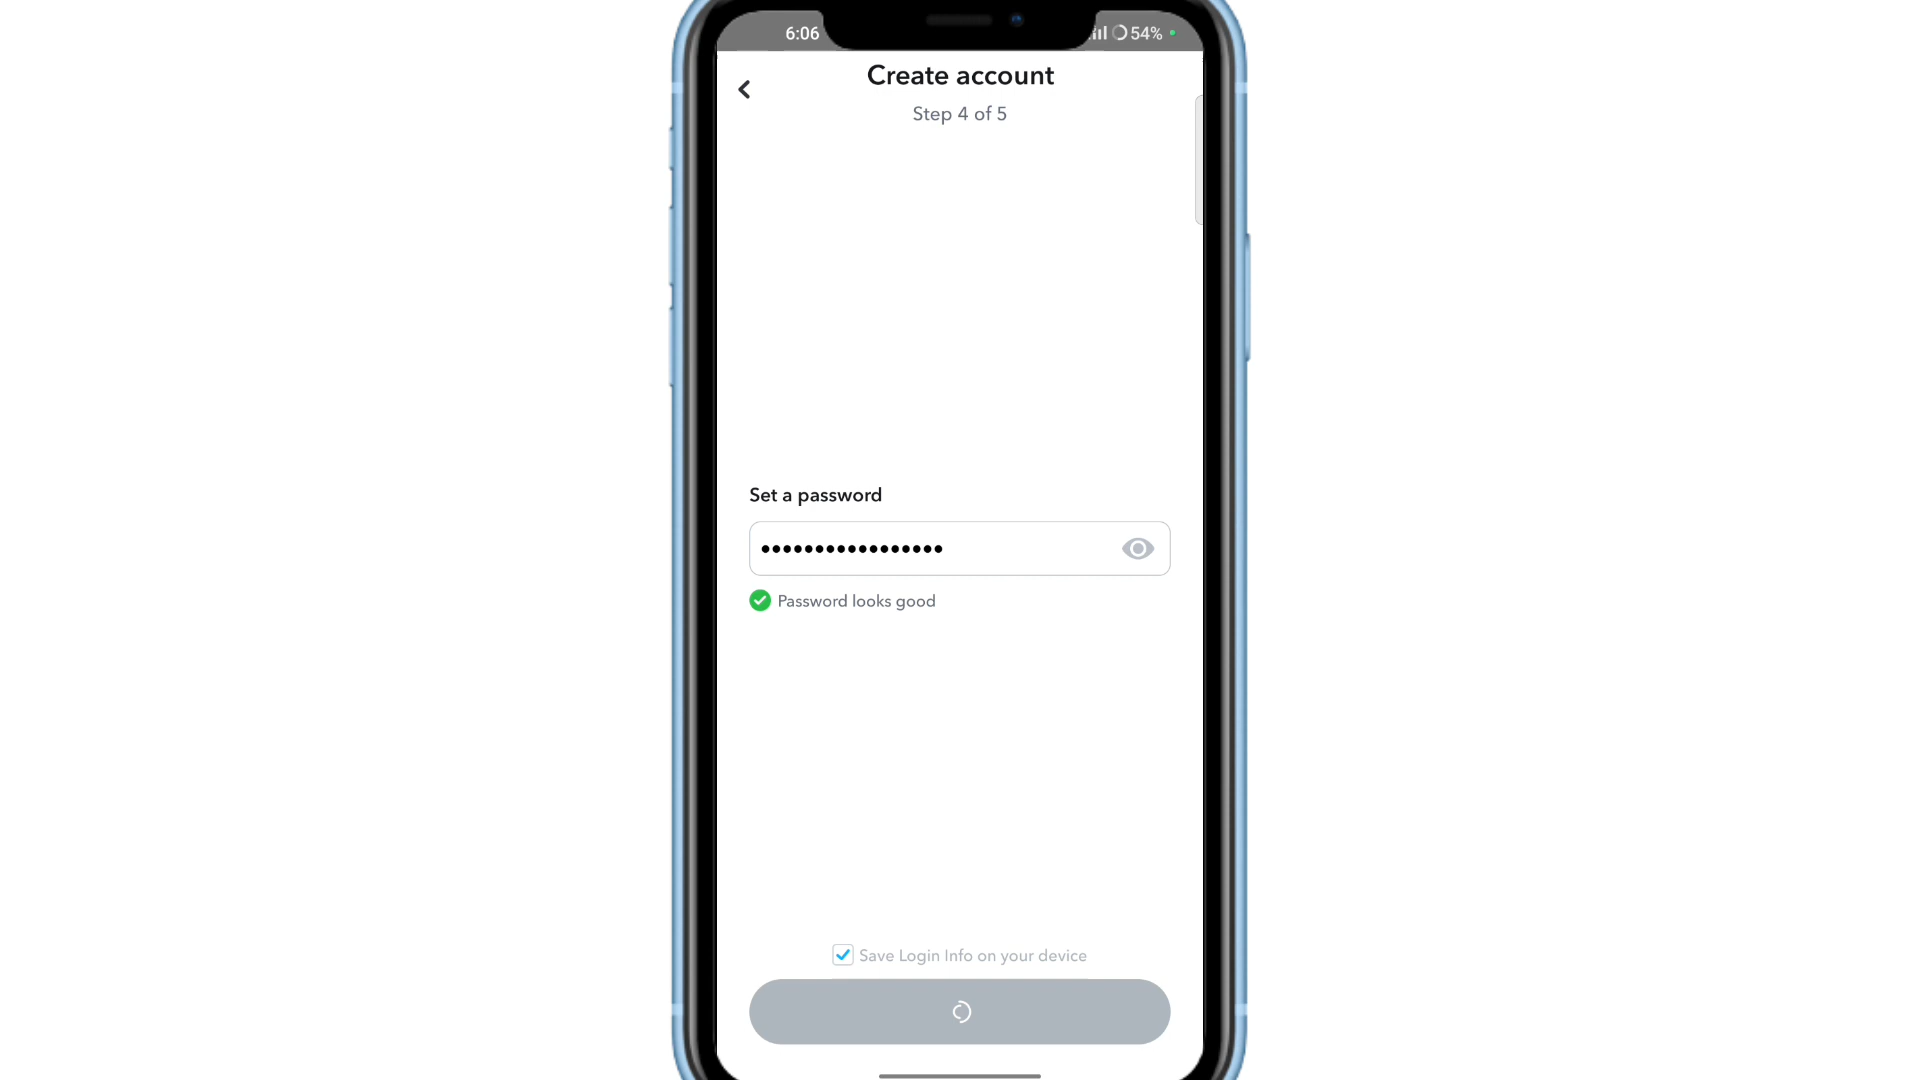 6:06
54%
Create account
Step 4 of 5
Set a password
•••••••••••••••••
Password looks good
Save Login Info on your device